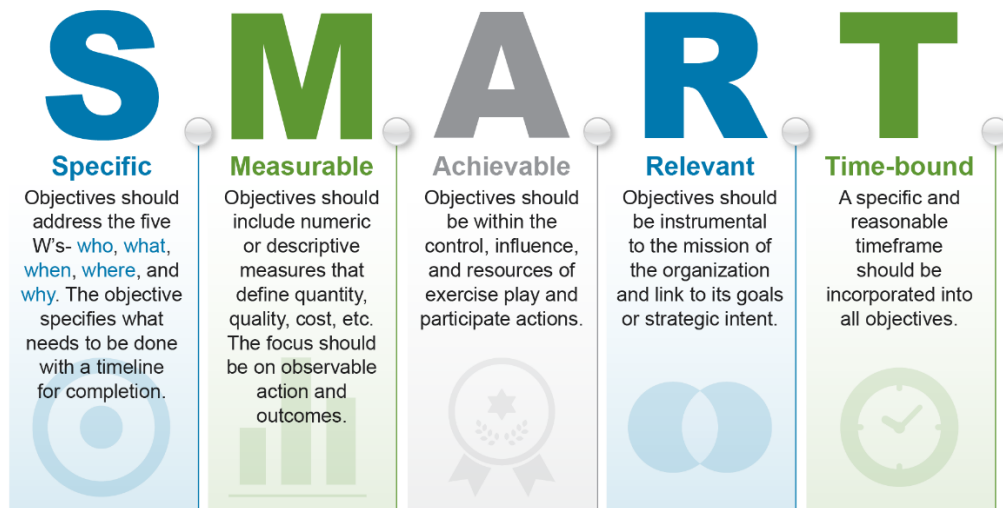 S M A R T
Specific
Objectives should
address the five
W's- who, what,
when, where, and
why. The objective
specifies what
needs to be done
with a timeline
for completion.
Measurable
Objectives should
include numeric
or descriptive
measures that
define quantity,
quality, cost, etc.
The focus should
be on observable
action and
outcomes.
Achievable
Objectives should
be within the
control, influence,
and resources of
exercise play and
participate actions.
Relevant
Objectives should
be instrumental
to the mission of
the organization
and link to its goals
or strategic intent.
Time-bound
A specific and
reasonable
timeframe
should be
incorporated into
all objectives.